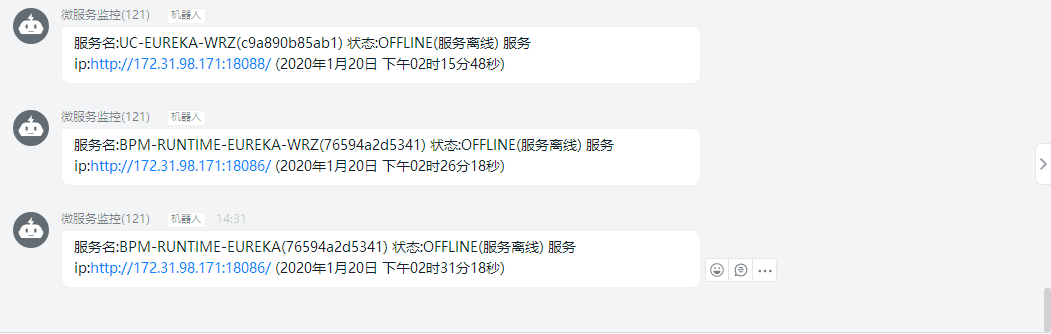 微服务监控(121) 机器人
服务名:UC-EUREKA-WRZ(c9a890b85ab1) 状态:OFFLINE(服务离线) 服务
ip:http://172.31.98.171:18088/ (2020年1月20日 下午02时15分48秒)
微服务监控(121) 机器人
服务名:BPM-RUNTIME-EUREKA-WRZ(76594a2d5341) 状态:OFFLINE(服务离线) 服务
ip:http://172.31.98.171:18086/ (2020年1月20日 下午02时26分18秒)
微服务监控(121) 机器人 14:31
服务名:BPM-RUNTIME-EUREKA(76594a2d5341) 状态:OFFLINE(服务离线) 服务
ip:http://172.31.98.171:18086/ (2020年1月20日 下午02时31分18秒)